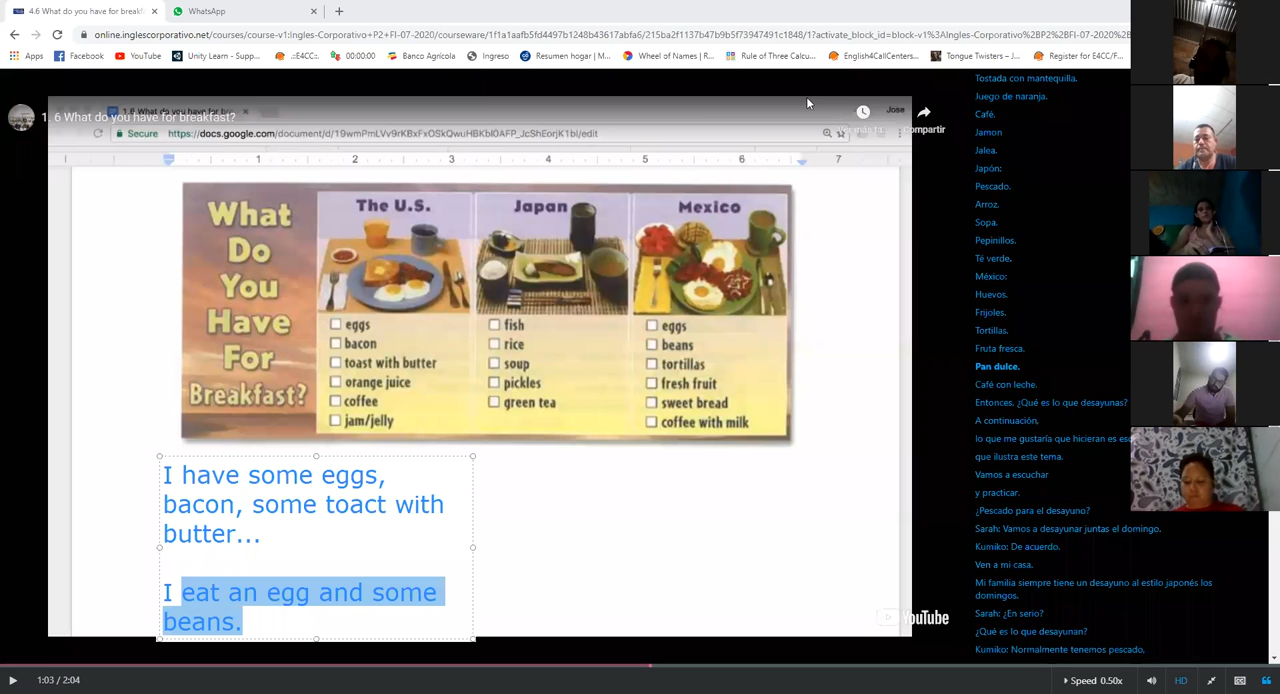 4.6 What do you have for breakf
WhatsApp
online.inglescorporativo.net/courses/course-v1:Ingles-Corporativo+P2+FI-07-2020/courseware/1f1a1aafb5fd4497b1248b43617abfa6/215ba2f1137b47b9b5f73947491c1848/1?activate_block_id=block-v1%3AIngles-Corporativo%2BP2%2BFI-07-2020%2B
Apps
Facebook
YouTube
Unity Learn - Supp...
.::E4CC:.
00:00:00
Banco Agrícola
Ingreso
Resumen hogar | M...
Wheel of Names | R...
Rule of Three Calcu...
English4CallCenters...
Tongue Twisters – J...
Register for E4CC/F...
1. 6 What do you have for breakfast?
Jose
Compartir
Secure
https://docs.google.com/document/d/19wmPmLVv9rKBxFxOSkQwuHBKbI0AFP_JcShEorjK1bI/edit
1 2 3 4 5 6 7
What
Do
You
Have
For
Breakfast?
The U.S.
eggs
bacon
toast with butter
orange juice
coffee
jam/jelly
Japan
fish
rice
soup
pickles
green tea
Mexico
eggs
beans
tortillas
fresh fruit
sweet bread
coffee with milk
I have some eggs,
bacon, some toact with
butter...
I eat an egg and some
beans.
YouTube
Tostada con mantequilla.
Juego de naranja.
Café.
Jamon
Jalea.
Japón:
Pescado.
Arroz.
Sopa.
Pepinillos.
Té verde.
México:
Huevos.
Frijoles.
Tortillas.
Fruta fresca.
Pan dulce.
Café con leche.
Entonces, ¿Qué es lo que desayunas?
A continuación,
lo que me gustaría que hicieran es esc
que ilustra este tema.
Vamos a escuchar
y practicar.
¿Pescado para el desayuno?
Sarah: Vamos a desayunar juntas el domingo.
Kumiko: De acuerdo.
Ven a mi casa.
Mi familia siempre tiene un desayuno al estilo japonés los
domingos.
Sarah: ¿En serio?
¿Qué es lo que desayunan?
Kumiko: Normalmente tenemos pescado,
1:03 / 2:04
Speed 0.50x
HD